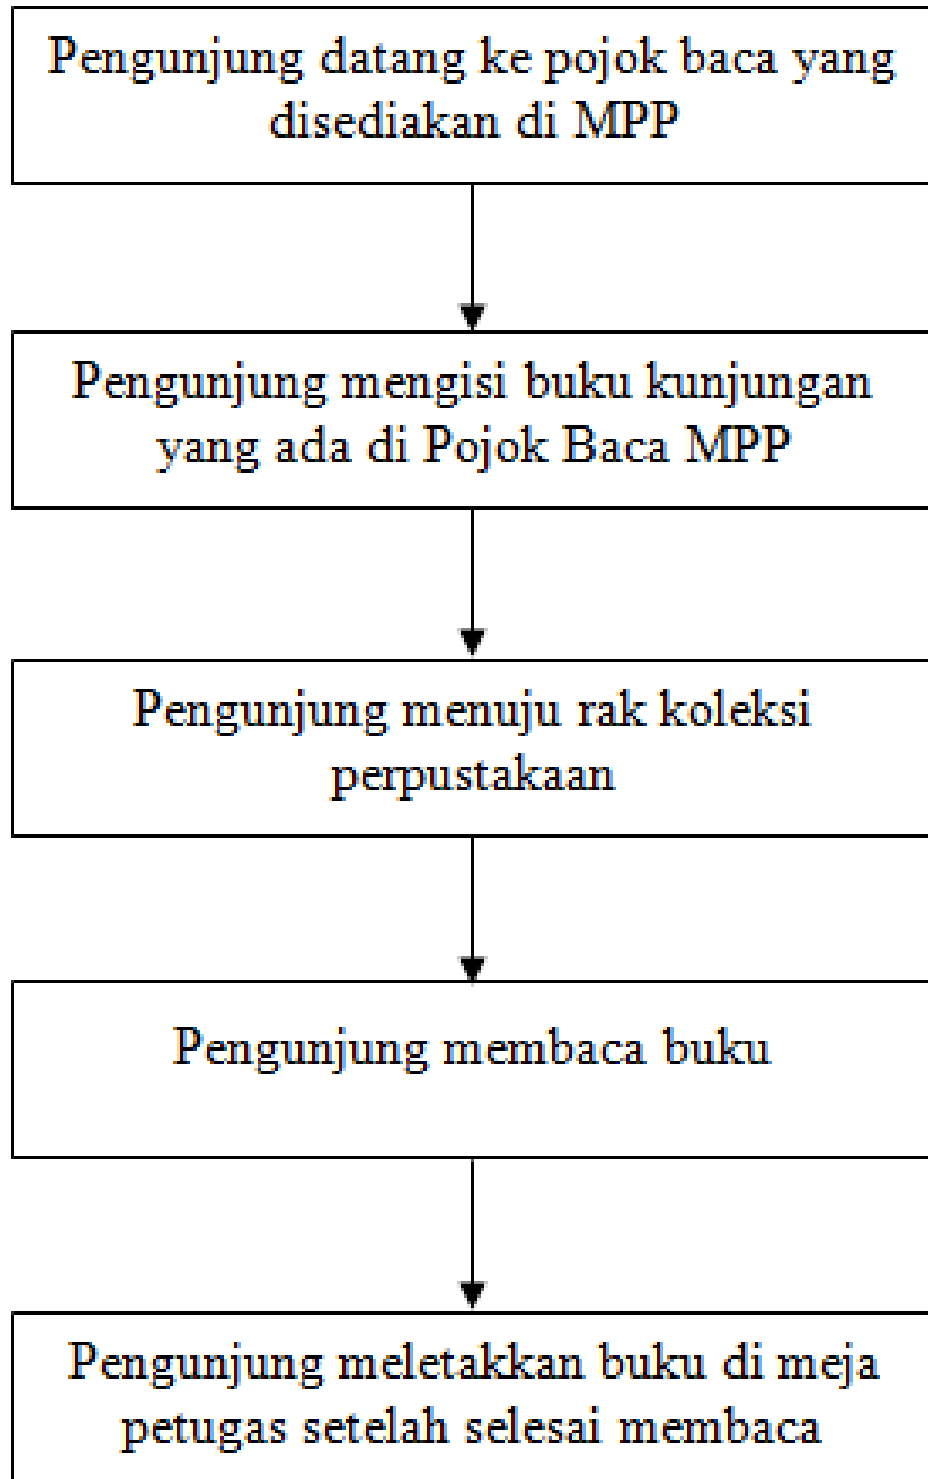 Pengunjung datang ke pojok baca yang
disediakan di MPP
Pengunjung mengisi buku kunjungan
yang ada di Pojok Baca MPP
Pengunjung menuju rak koleksi
perpustakaan
Pengunjung membaca buku
Pengunjung meletakkan buku di meja
petugas setelah selesai membaca